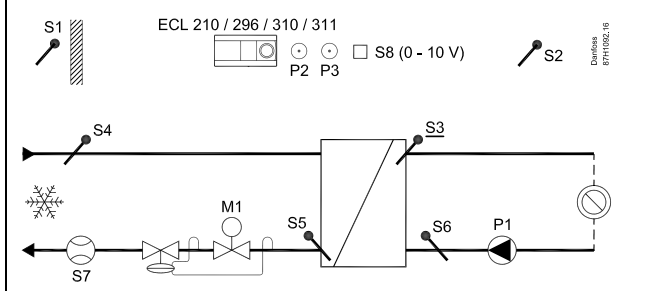 S1
ECL 210 / 296 / 310 / 311
P2
P3
S8 (0 - 10 V)
S2
Danfoss
87H1092.16
S4
S3
M1
S5
S6
P1
S7